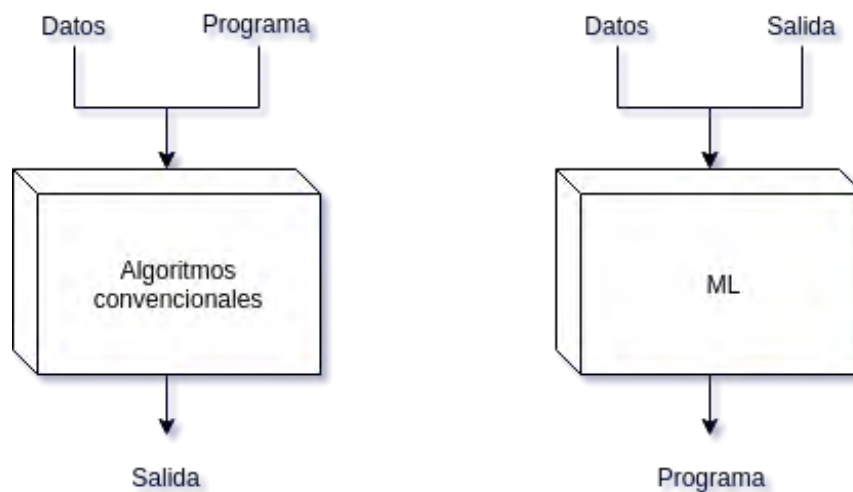 Datos
Programa
Algoritmos
convencionales
Salida
Datos
Salida
ML
Programa